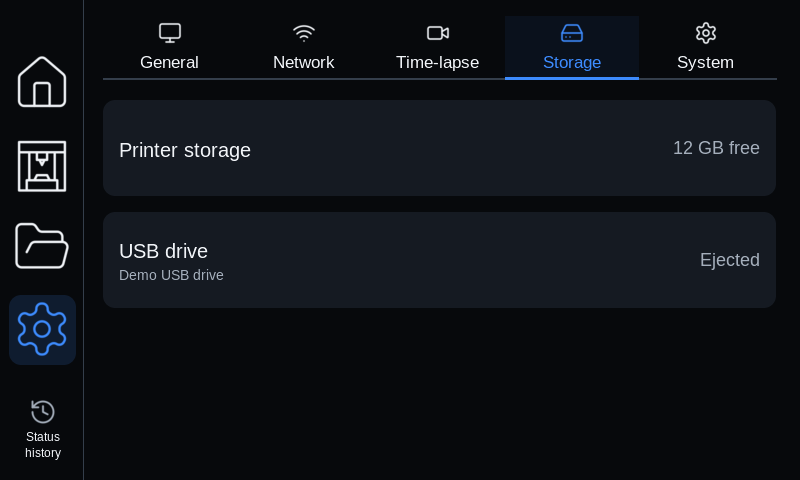 General
Network
Time-lapse
Storage
System
Printer storage
12 GB free
USB drive
Demo USB drive
Ejected
Status
history